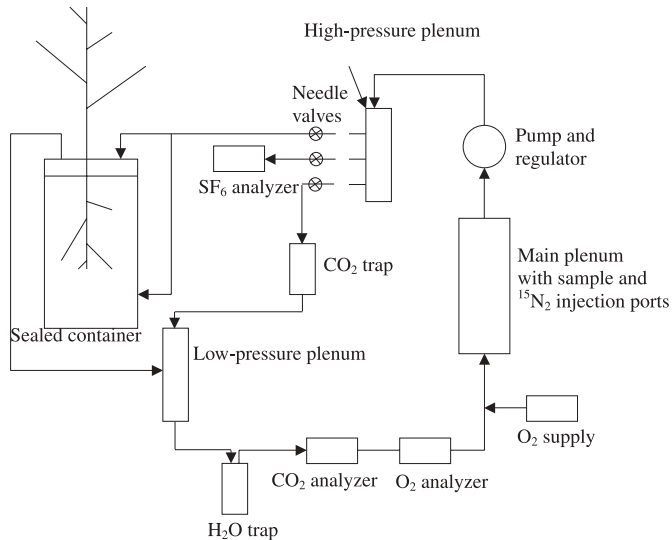 High-pressure plenum
Needle
valves
Pump and
regulator
SF₆ analyzer
CO₂ trap
Main plenum
with sample and
¹⁵N₂ injection ports
Sealed container
Low-pressure plenum
O₂ supply
CO₂ analyzer
O₂ analyzer
H₂O trap